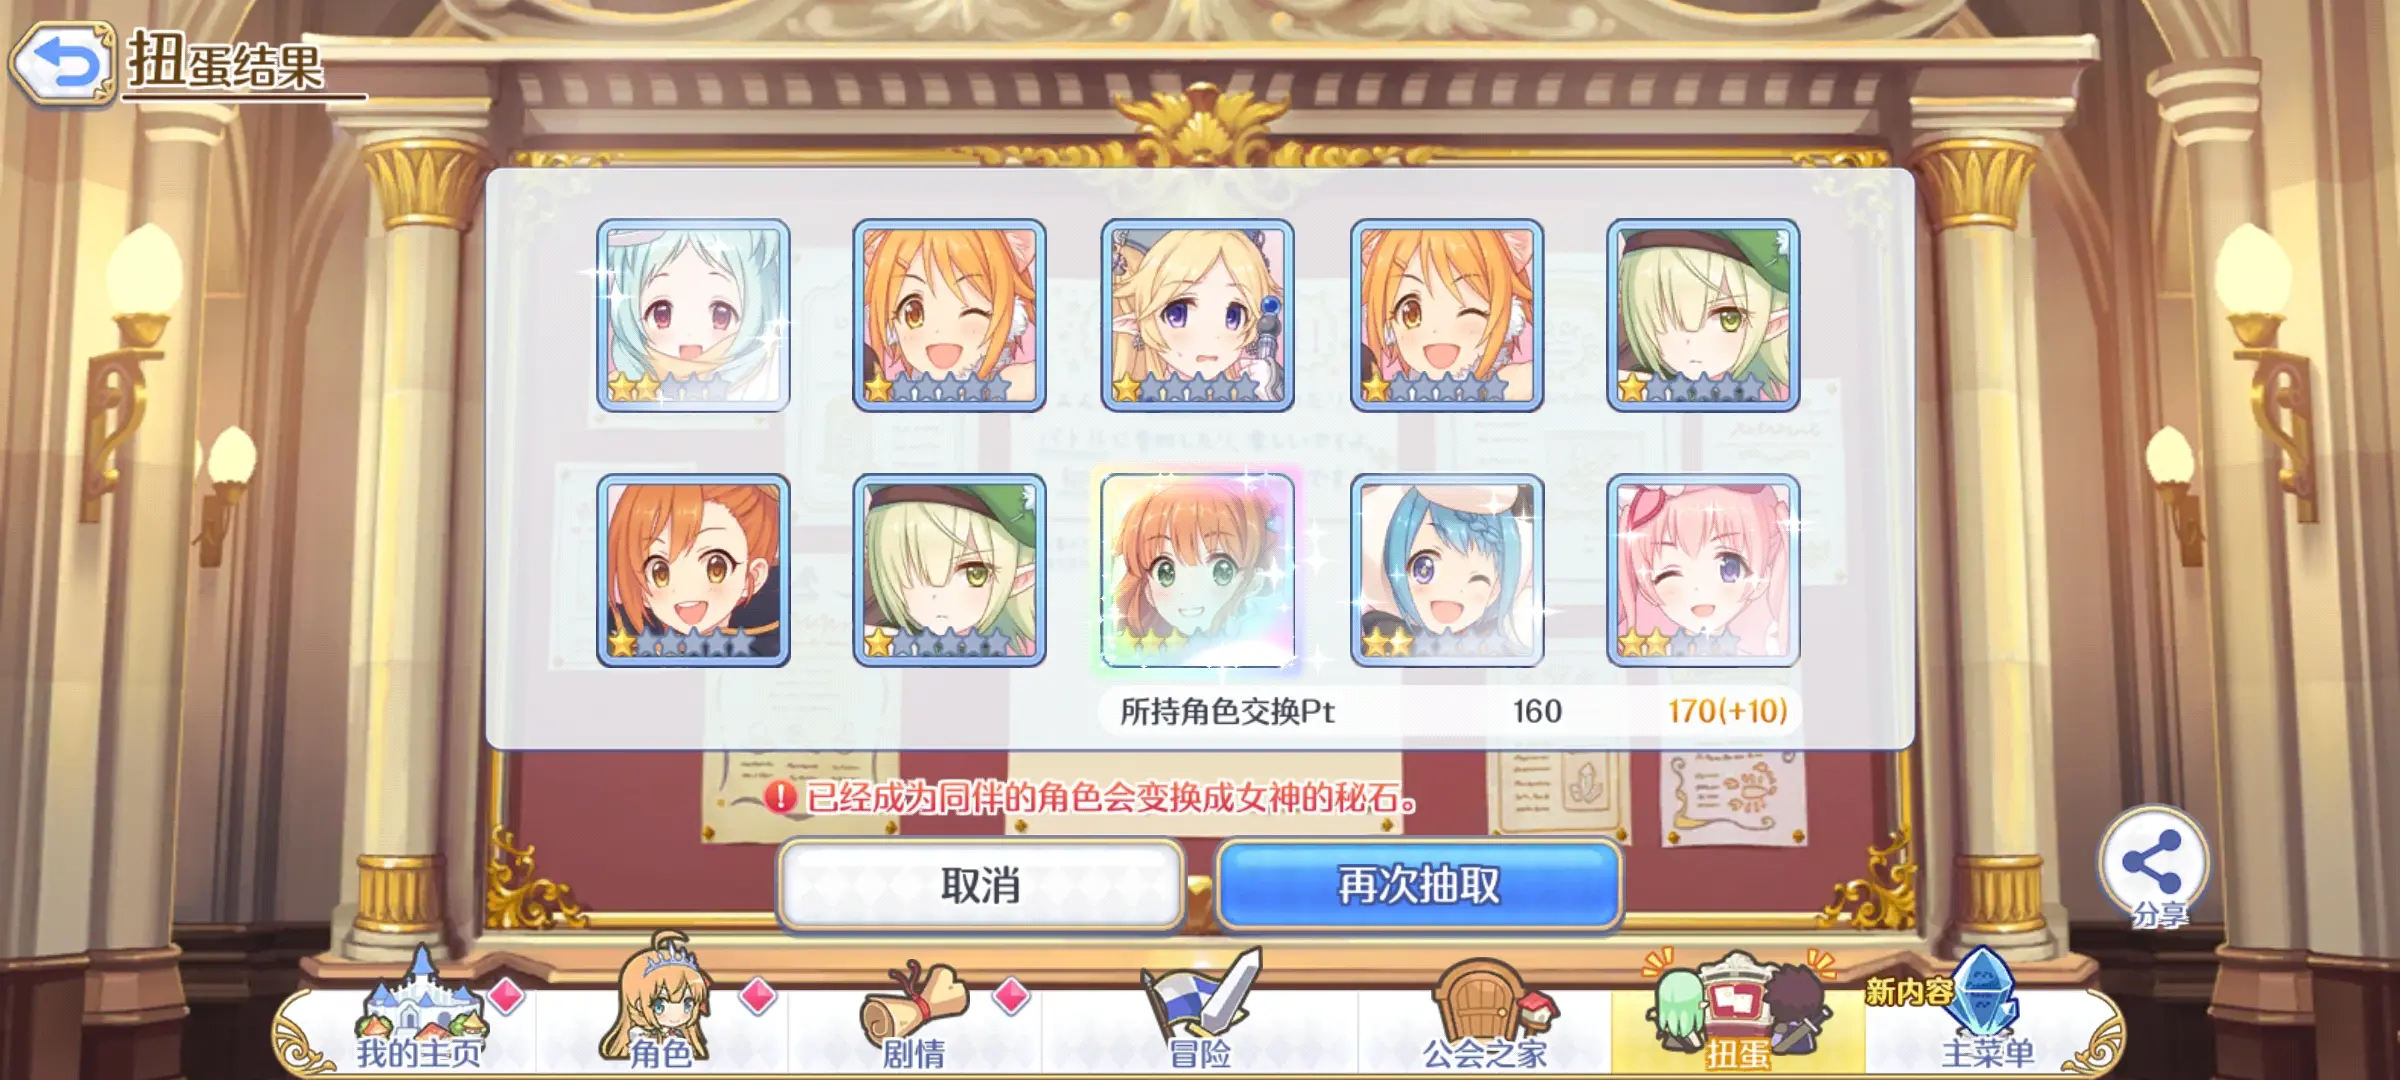 扭蛋结果
所持角色交换Pt 160 170(+10)
已经成为同伴的角色会变换成女神的秘石。
取消 再次抽取
分享
新内容
我的主页 角色 剧情 冒险 公会之家 扭蛋 主菜单